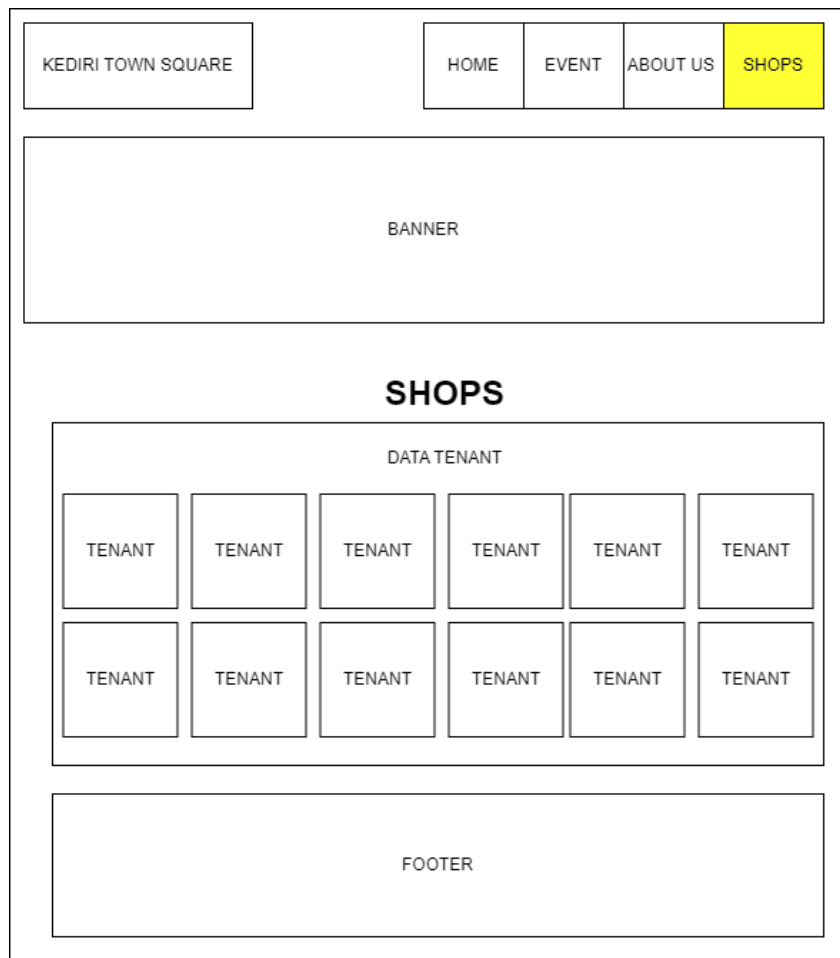 KEDIRI TOWN SQUARE
HOME
EVENT
ABOUT US
SHOPS
BANNER
SHOPS
DATA TENANT
TENANT
TENANT
TENANT
TENANT
TENANT
TENANT
TENANT
TENANT
TENANT
TENANT
TENANT
TENANT
FOOTER